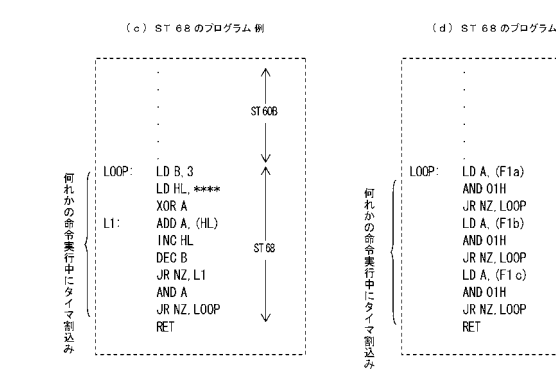 (c) ST 68 のプログラム例
ST 60B
LOOP: LD B, 3
LD HL, ****
XOR A
L1: ADD A, (HL)
INC HL
DEC B
JR NZ, L1
AND A
JR NZ, LOOP
RET
ST 68
何れかの命令実行中にタイマ割込み
(d) ST 68 のプログラム
LOOP: LD A, (F1a)
AND 01H
JR NZ, LOOP
LD A, (F1b)
AND 01H
JR NZ, LOOP
LD A, (F1c)
AND 01H
JR NZ, LOOP
RET
何れかの命令実行中にタイマ割込み